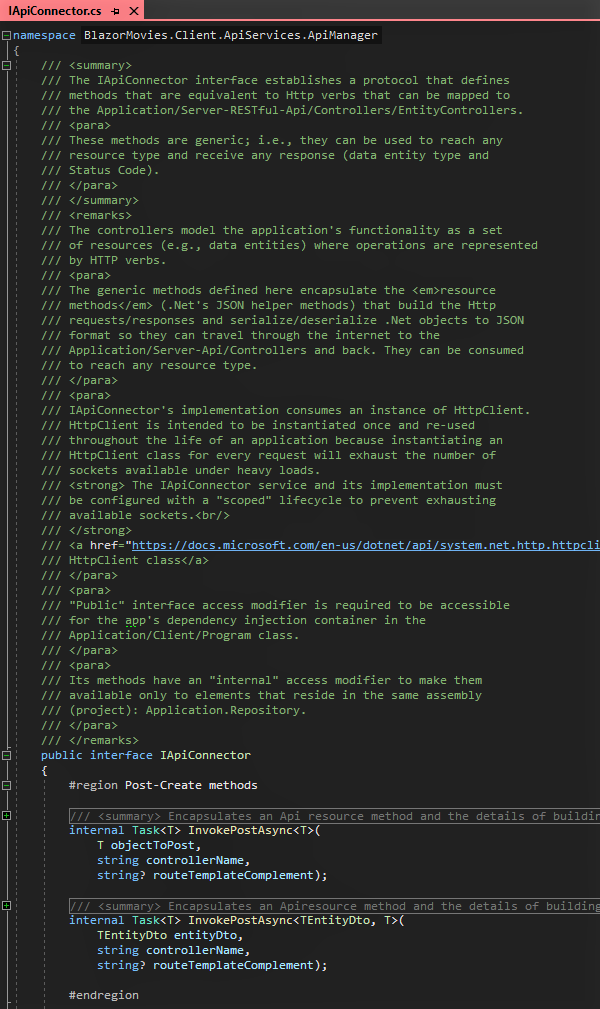 IApiConnector.cs
namespace BlazorMovies.Client.ApiServices.ApiManager
{
/// <summary>
/// The IApiConnector interface establishes a protocol that defines
/// methods that are equivalent to Http verbs that can be mapped to
/// the Application/Server-RESTful-Api/Controllers/EntityControllers.
/// <para>
/// These methods are generic; i.e., they can be used to reach any
/// resource type and receive any response (data entity type and
/// Status Code).
/// </para>
/// </summary>
/// <remarks>
/// The controllers model the application's functionality as a set
/// of resources (e.g., data entities) where operations are represented
/// by HTTP verbs.
/// <para>
/// The generic methods defined here encapsulate the <em>resource
/// methods</em> (.Net's JSON helper methods) that build the Http
/// requests/responses and serialize/deserialize .Net objects to JSON
/// format so they can travel through the internet to the
/// Application/Server-Api/Controllers and back. They can be consumed
/// to reach any resource type.
/// </para>
/// <para>
/// IApiConnector's implementation consumes an instance of HttpClient.
/// HttpClient is intended to be instantiated once and re-used
/// throughout the life of an application because instantiating an
/// HttpClient class for every request will exhaust the number of
/// sockets available under heavy loads.
/// <strong> The IApiConnector service and its implementation must
/// be configured with a "scoped" lifecycle to prevent exhausting
/// available sockets.<br/>
/// </strong>
/// <a href="https://docs.microsoft.com/en-us/dotnet/api/system.net.http.httpcli
/// HttpClient class</a>
/// </para>
/// <para>
/// "Public" interface access modifier is required to be accessible
/// for the app's dependency injection container in the
/// Application/Client/Program class.
/// </para>
/// <para>
/// Its methods have an "internal" access modifier to make them
/// available only to elements that reside in the same assembly
/// (project): Application.Repository.
/// </para>
/// </remarks>
public interface IApiConnector
{
#region Post-Create methods
/// <summary> Encapsulates an Api resource method and the details of buildin
internal Task<T> InvokePostAsync<T>(
T objectToPost,
string controllerName,
string? routeTemplateComplement);
/// <summary> Encapsulates an Apiresource method and the details of building
internal Task<T> InvokePostAsync<TEntityDto, T>(
TEntityDto entityDto,
string controllerName,
string? routeTemplateComplement);
#endregion